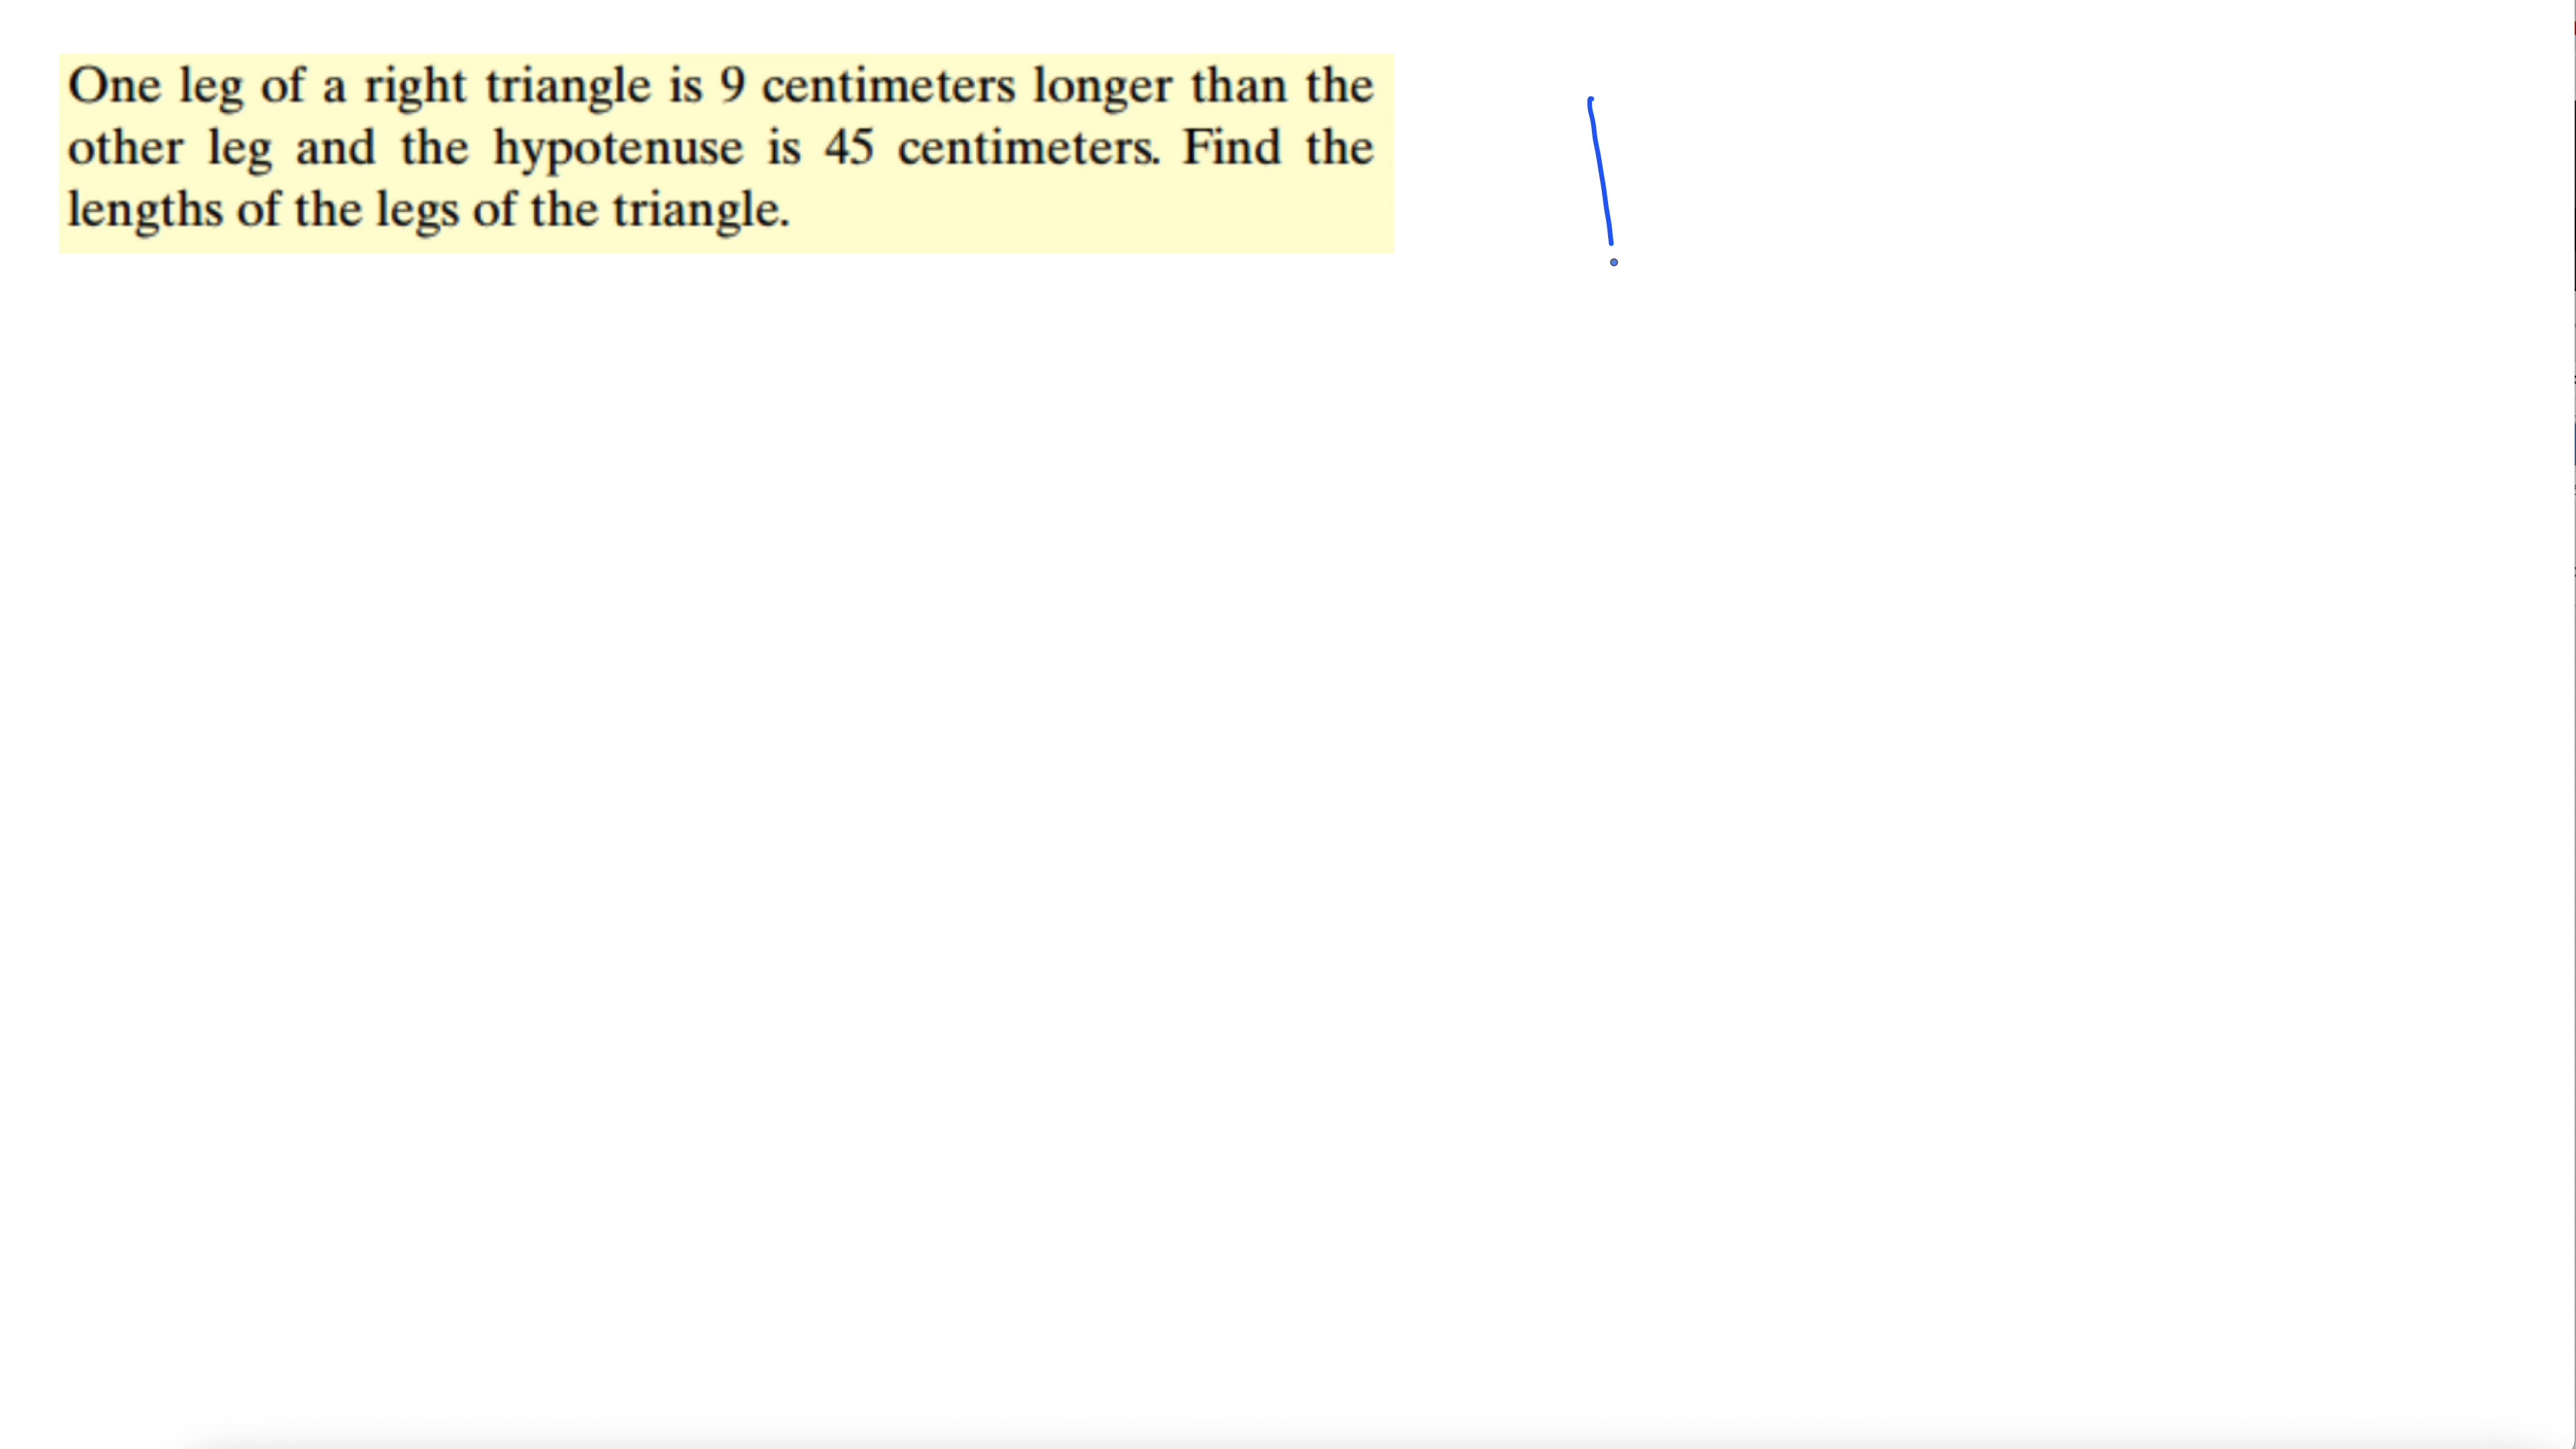 One leg of a right triangle is 9 centimeters longer than the
other leg and the hypotenuse is 45 centimeters. Find the
lengths of the legs of the triangle.